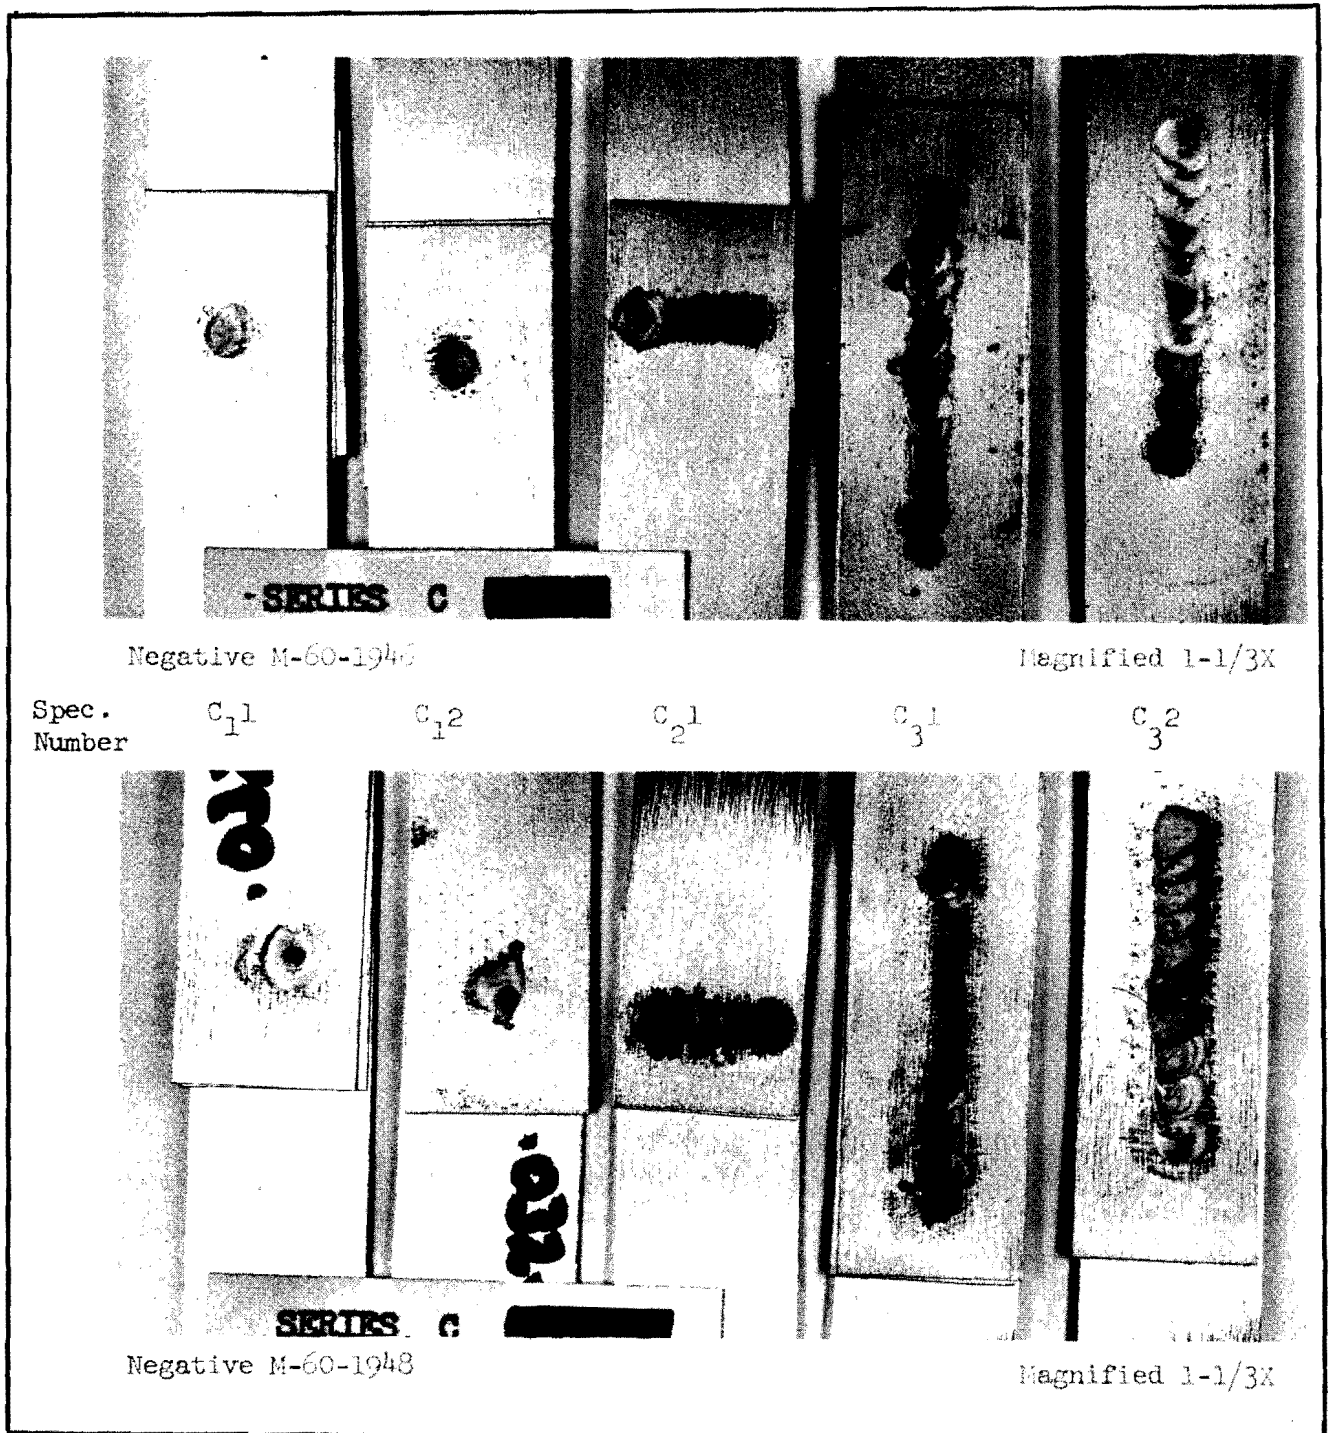 SERIES C
Negative M-60-1946 Magnified 1-1/3X
Spec. Number C₁1 C₁2 C₂1 C₃1 C₃2
.032
SERIES C
Negative M-60-1948 Magnified 1-1/3X